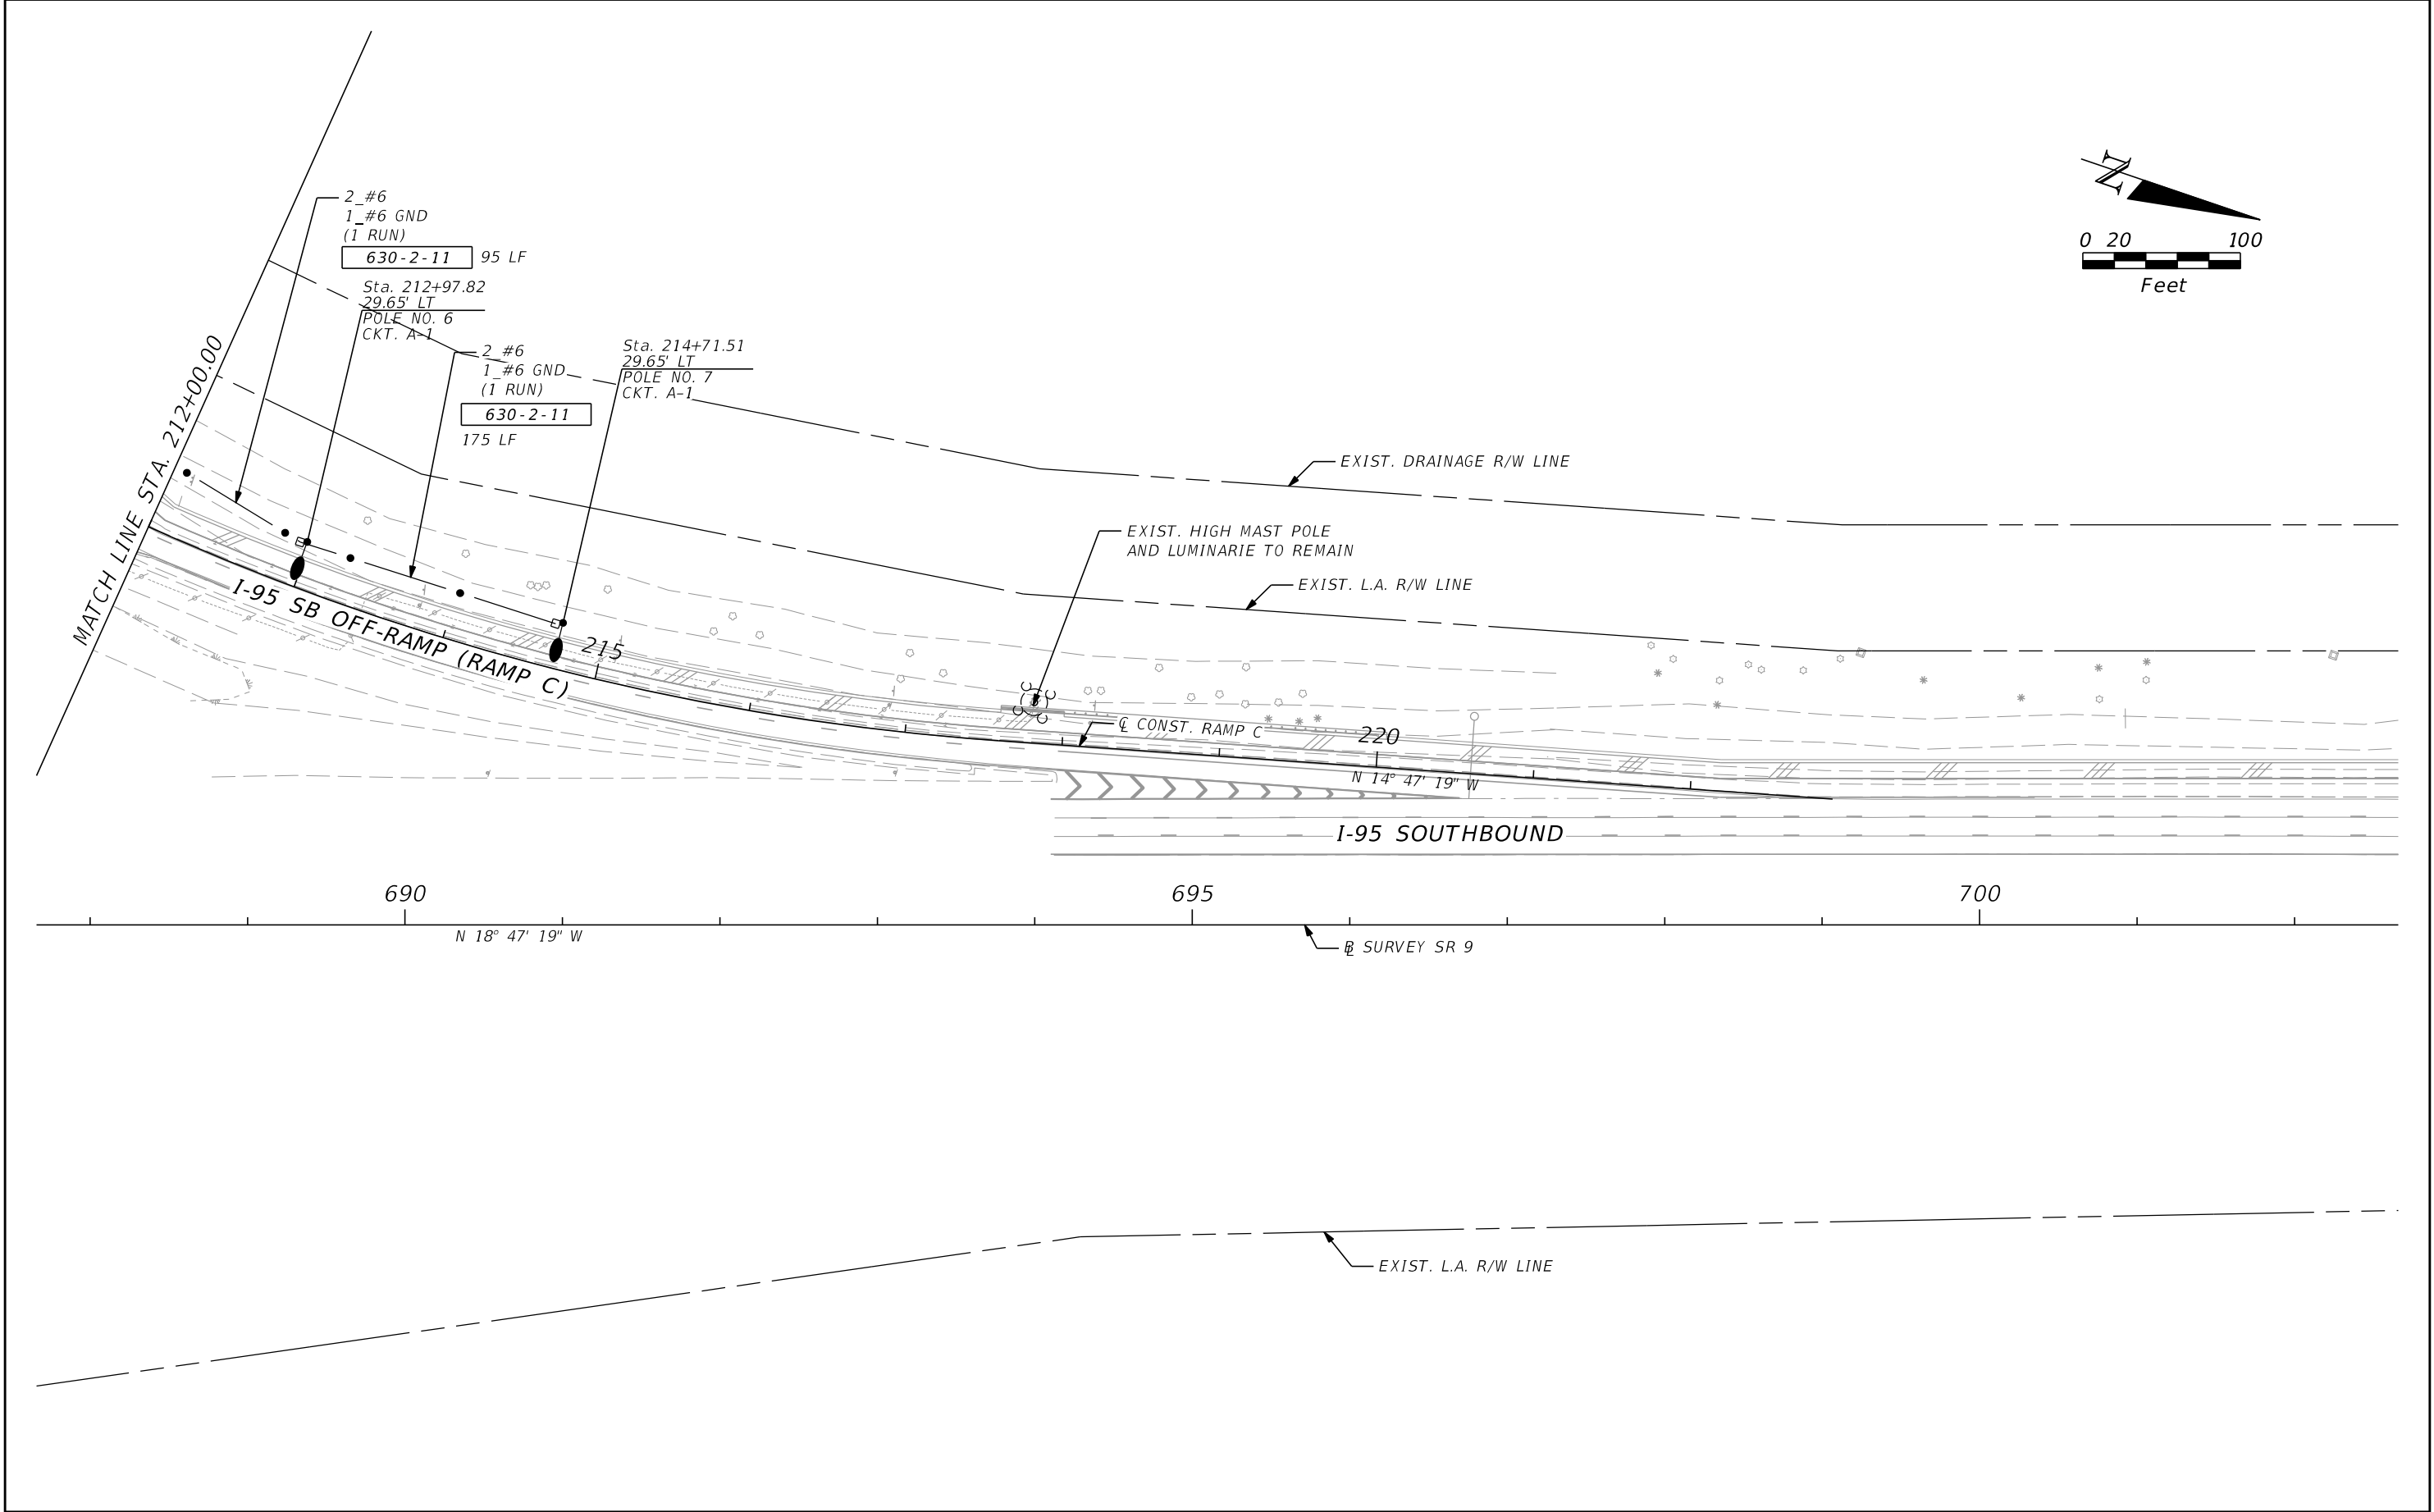 2_#6
1_#6 GND
(1 RUN)
630-2-11 95 LF
Sta. 212+97.82
29.65' LT
POLE NO. 6
CKT. A-1
2_#6
1_#6 GND
(1 RUN)
630-2-11
175 LF
Sta. 214+71.51
29.65' LT
POLE NO. 7
CKT. A-1
N
0 20 100
Feet
MATCH LINE STA. 212+00.00
EXIST. DRAINAGE R/W LINE
EXIST. HIGH MAST POLE
AND LUMINARIE TO REMAIN
EXIST. L.A. R/W LINE
I-95 SB OFF-RAMP (RAMP C)
215
℄ CONST. RAMP C
220
N 14° 47' 19" W
I-95 SOUTHBOUND
690 695 700
N 18° 47' 19" W
BL SURVEY SR 9
EXIST. L.A. R/W LINE